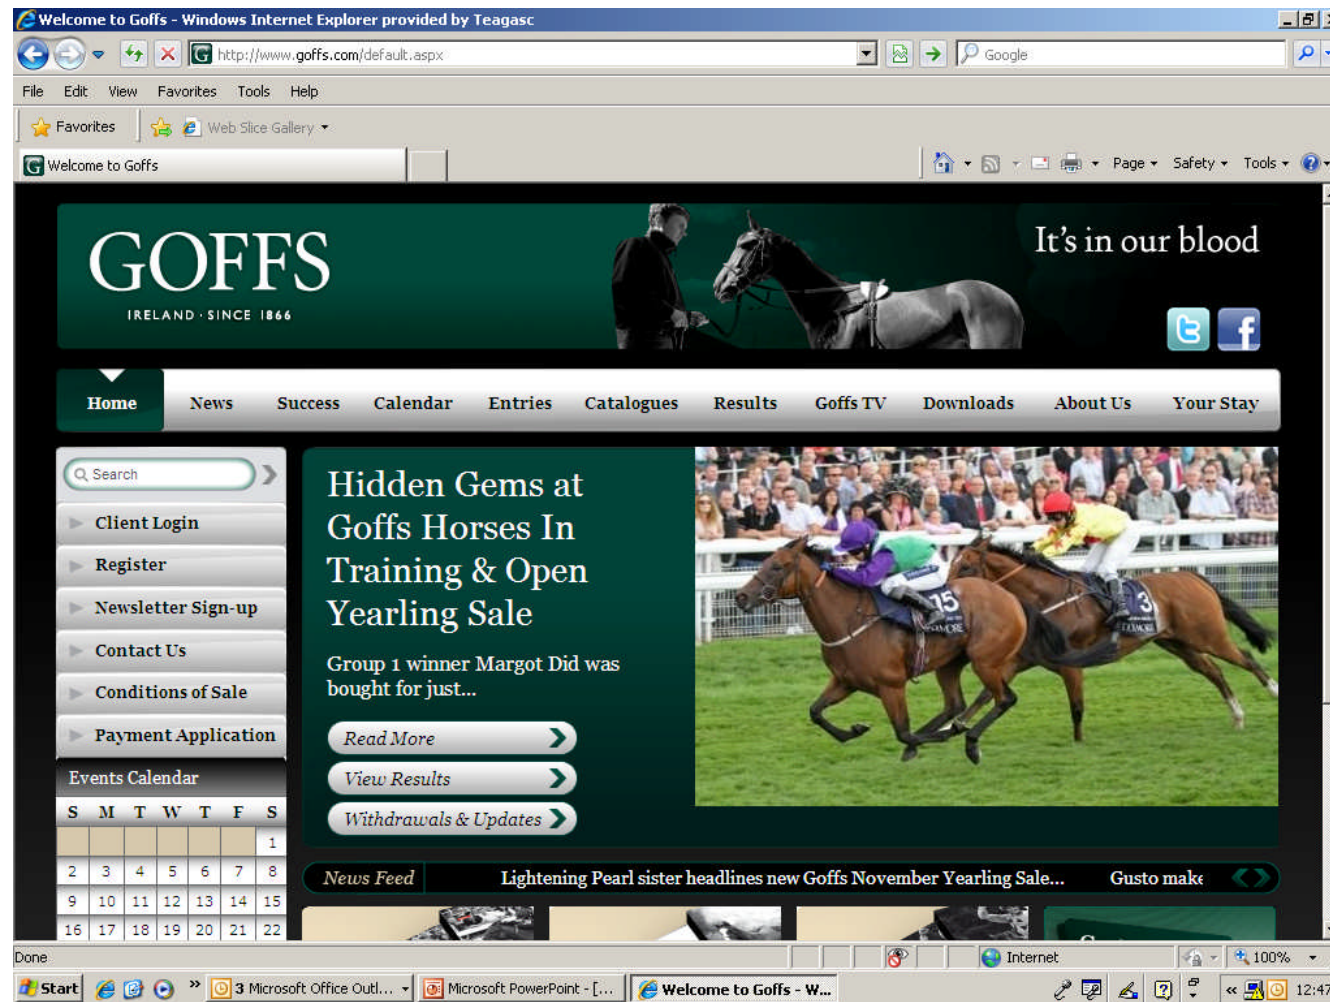 Welcome to Goffs - Windows Internet Explorer provided by Teagasc
http://www.goffs.com/default.aspx
Google
File Edit View Favorites Tools Help
Favorites Web Slice Gallery
Welcome to Goffs
Page Safety Tools
GOFFS
IRELAND · SINCE 1866
It's in our blood
Home News Success Calendar Entries Catalogues Results Goffs TV Downloads About Us Your Stay
Search
Client Login
Register
Newsletter Sign-up
Contact Us
Conditions of Sale
Payment Application
Events Calendar
S M T W T F S
1
2 3 4 5 6 7 8
9 10 11 12 13 14 15
16 17 18 19 20 21 22
Hidden Gems at
Goffs Horses In
Training & Open
Yearling Sale
Group 1 winner Margot Did was
bought for just...
Read More
View Results
Withdrawals & Updates
15
3
News Feed Lightening Pearl sister headlines new Goffs November Yearling Sale... Gusto make
Done Internet 100%
Start 3 Microsoft Office Outl... Microsoft PowerPoint - [... Welcome to Goffs - W... 12:47